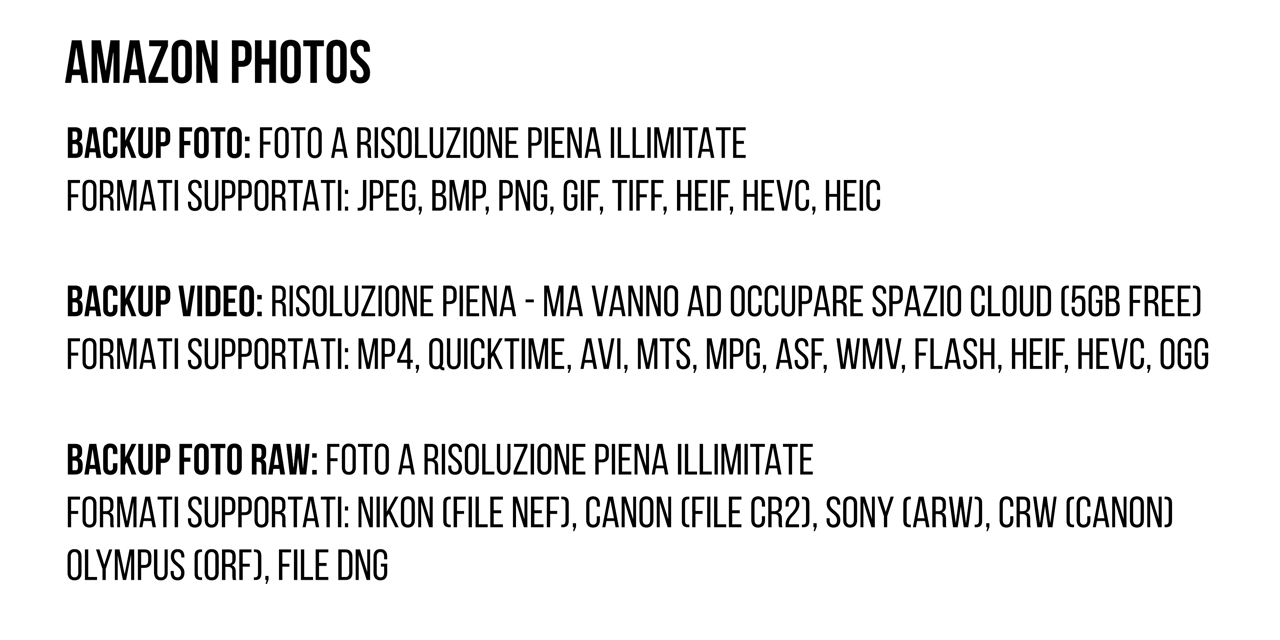 AMAZON PHOTOS
BACKUP FOTO: FOTO A RISOLUZIONE PIENA ILLIMITATE
FORMATI SUPPORTATI: JPEG, BMP, PNG, GIF, TIFF, HEIF, HEVC, HEIC
BACKUP VIDEO: RISOLUZIONE PIENA - MA VANNO AD OCCUPARE SPAZIO CLOUD (5GB FREE)
FORMATI SUPPORTATI: MP4, QUICKTIME, AVI, MTS, MPG, ASF, WMV, FLASH, HEIF, HEVC, OGG
BACKUP FOTO RAW: FOTO A RISOLUZIONE PIENA ILLIMITATE
FORMATI SUPPORTATI: NIKON (FILE NEF), CANON (FILE CR2), SONY (ARW), CRW (CANON)
OLYMPUS (ORF), FILE DNG